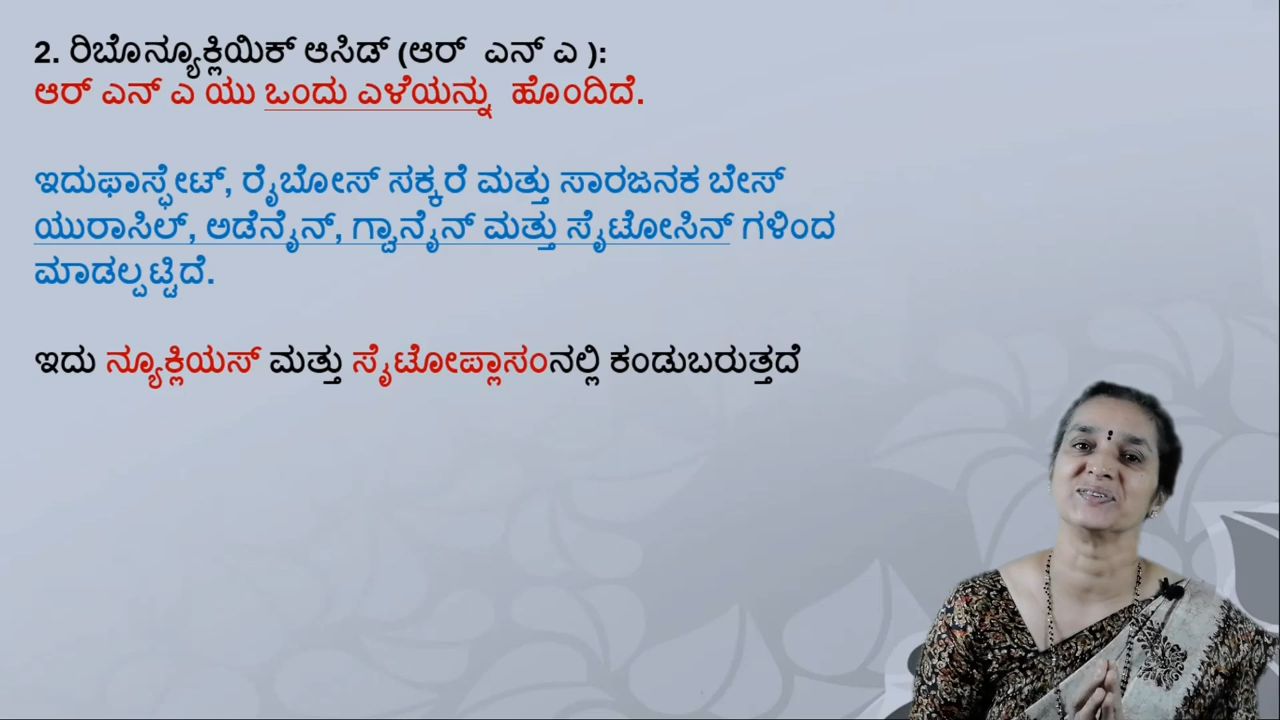 2. ರಿಬೊನ್ಯೂಕ್ಲಿಯಿಕ್ ಆಸಿಡ್ (ಆರ್ ಎನ್ ಎ ):
ಆರ್ ಎನ್ ಎ ಯು ಒಂದು ಎಳೆಯನ್ನು ಹೊಂದಿದೆ.
ಇದುಫಾಸ್ಫೇಟ್, ರೈಬೋಸ್ ಸಕ್ಕರೆ ಮತ್ತು ಸಾರಜನಕ ಬೇಸ್
ಯುರಾಸಿಲ್, ಅಡೆನೈನ್, ಗ್ವಾನೈನ್ ಮತ್ತು ಸೈಟೋಸಿನ್ ಗಳಿಂದ
ಮಾಡಲ್ಪಟ್ಟಿದೆ.
ಇದು ನ್ಯೂಕ್ಲಿಯಸ್ ಮತ್ತು ಸೈಟೋಪ್ಲಾಸಂನಲ್ಲಿ ಕಂಡುಬರುತ್ತದೆ